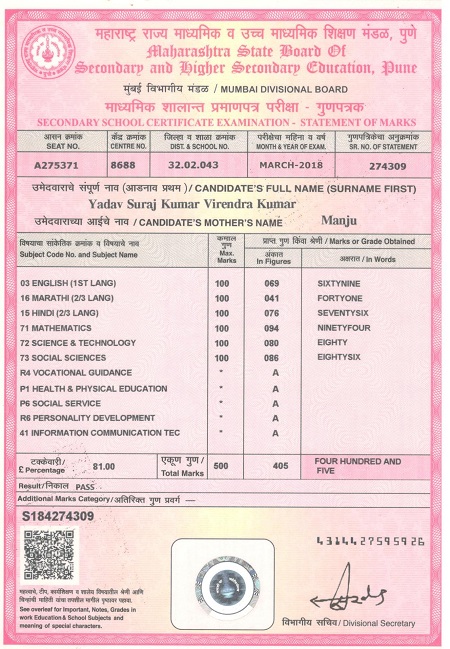 महाराष्ट्र राज्य माध्यमिक व उच्च माध्यमिक शिक्षण मंडळ, पुणे
Maharashtra State Board Of
Secondary and Higher Secondary Education, Pune
मुंबई विभागीय मंडळ / MUMBAI DIVISIONAL BOARD
माध्यमिक शालान्त प्रमाणपत्र परीक्षा - गुणपत्रक
SECONDARY SCHOOL CERTIFICATE EXAMINATION - STATEMENT OF MARKS
आसन क्रमांक केंद्र क्रमांक जिल्हा व शाळा क्रमांक परीक्षेचा महिना व वर्ष गुणपत्रिकेचा अनुक्रमांक
SEAT NO. CENTRE NO. DIST. & SCHOOL NO. MONTH & YEAR OF EXAM. SR. NO. OF STATEMENT
A275371 8688 32.02.043 MARCH-2018 274309
उमेदवाराचे संपूर्ण नाव (आडनाव प्रथम) / CANDIDATE'S FULL NAME (SURNAME FIRST)
Yadav Suraj Kumar Virendra Kumar
उमेदवाराच्या आईचे नाव / CANDIDATE'S MOTHER'S NAME Manju
विषयाचा सांकेतिक क्रमांक व विषयाचे नाव कमाल गुण प्राप्त गुण किंवा श्रेणी / Marks or Grade Obtained
Subject Code No. and Subject Name Max. Marks अंकात In Figures अक्षरात / In Words
03 ENGLISH (1ST LANG) 100 069 SIXTYNINE
16 MARATHI (2/3 LANG) 100 041 FORTYONE
15 HINDI (2/3 LANG) 100 076 SEVENTYSIX
71 MATHEMATICS 100 094 NINETYFOUR
72 SCIENCE & TECHNOLOGY 100 080 EIGHTY
73 SOCIAL SCIENCES 100 086 EIGHTYSIX
R4 VOCATIONAL GUIDANCE * A
P1 HEALTH & PHYSICAL EDUCATION * A
P6 SOCIAL SERVICE * A
R6 PERSONALITY DEVELOPMENT * A
41 INFORMATION COMMUNICATION TEC * A
टक्केवारी / £ Percentage 81.00 एकूण गुण / Total Marks 500 405 FOUR HUNDRED AND
FIVE
Result/निकाल PASS
Additional Marks Category/अतिरिक्त गुण प्रवर्ग —
S184274309
4314427595926
See overleaf for Important, Notes, Grades in
work Education & School Subjects and
meaning of special characters.
विभागीय सचिव / Divisional Secretary